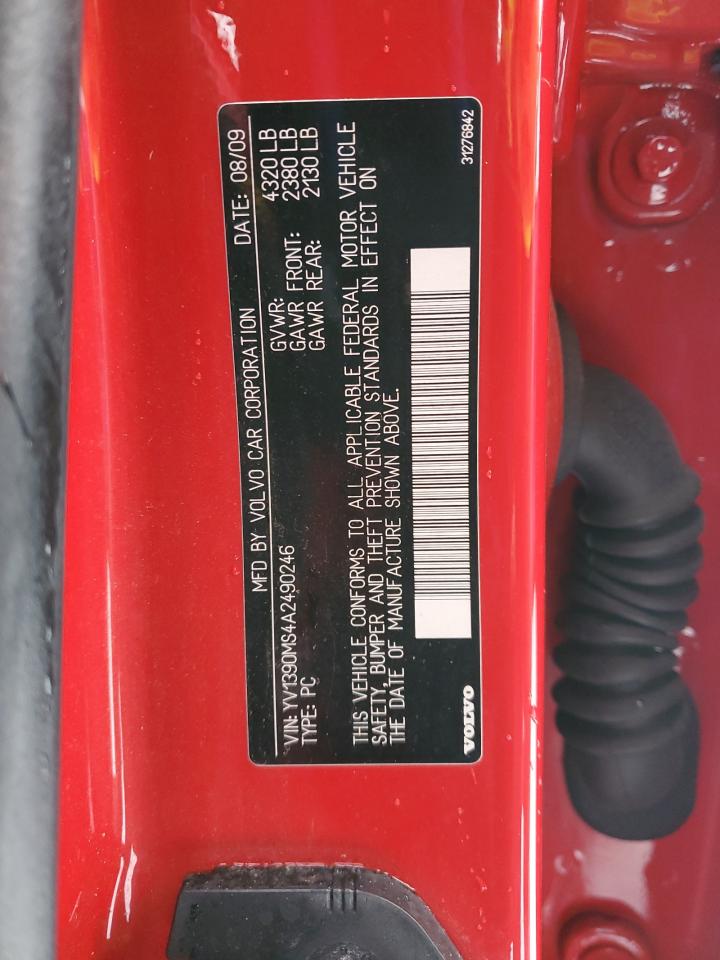 MFD BY VOLVO CAR CORPORATION DATE: 08/09
GVWR: 4320 LB
GAWR FRONT: 2380 LB
GAWR REAR: 2130 LB
VIN: YV1390MS4A2490246
TYPE: PC
THIS VEHICLE CONFORMS TO ALL APPLICABLE FEDERAL MOTOR VEHICLE
SAFETY, BUMPER AND THEFT PREVENTION STANDARDS IN EFFECT ON
THE DATE OF MANUFACTURE SHOWN ABOVE.
VOLVO
31276842